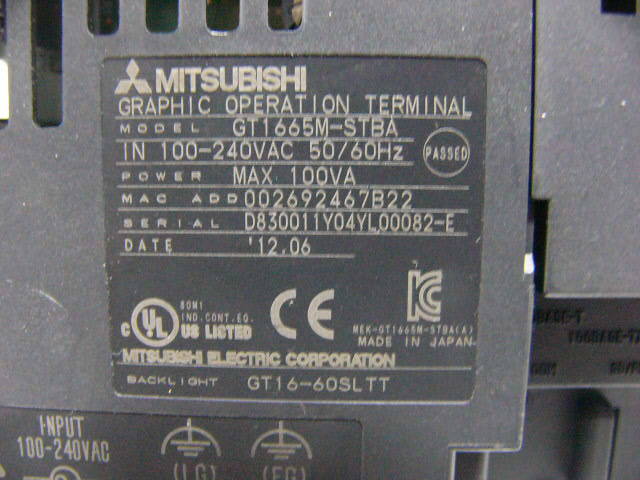 MITSUBISHI
GRAPHIC OPERATION TERMINAL
MODEL GT1665M-STBA
IN 100-240VAC 50/60Hz PASSED
POWER MAX 100VA
MAC ADD 002692467B22
SERIAL D830011Y04YL00082-E
DATE '12.06
C UL US LISTED
80M1
IND.CONT.EQ.
CE
KC
MEK-GT1665M-STBA(A)
MADE IN JAPAN
MITSUBISHI ELECTRIC CORPORATION
BACKLIGHT GT16-60SLTT
INPUT
100-240VAC
(LG) (FG)